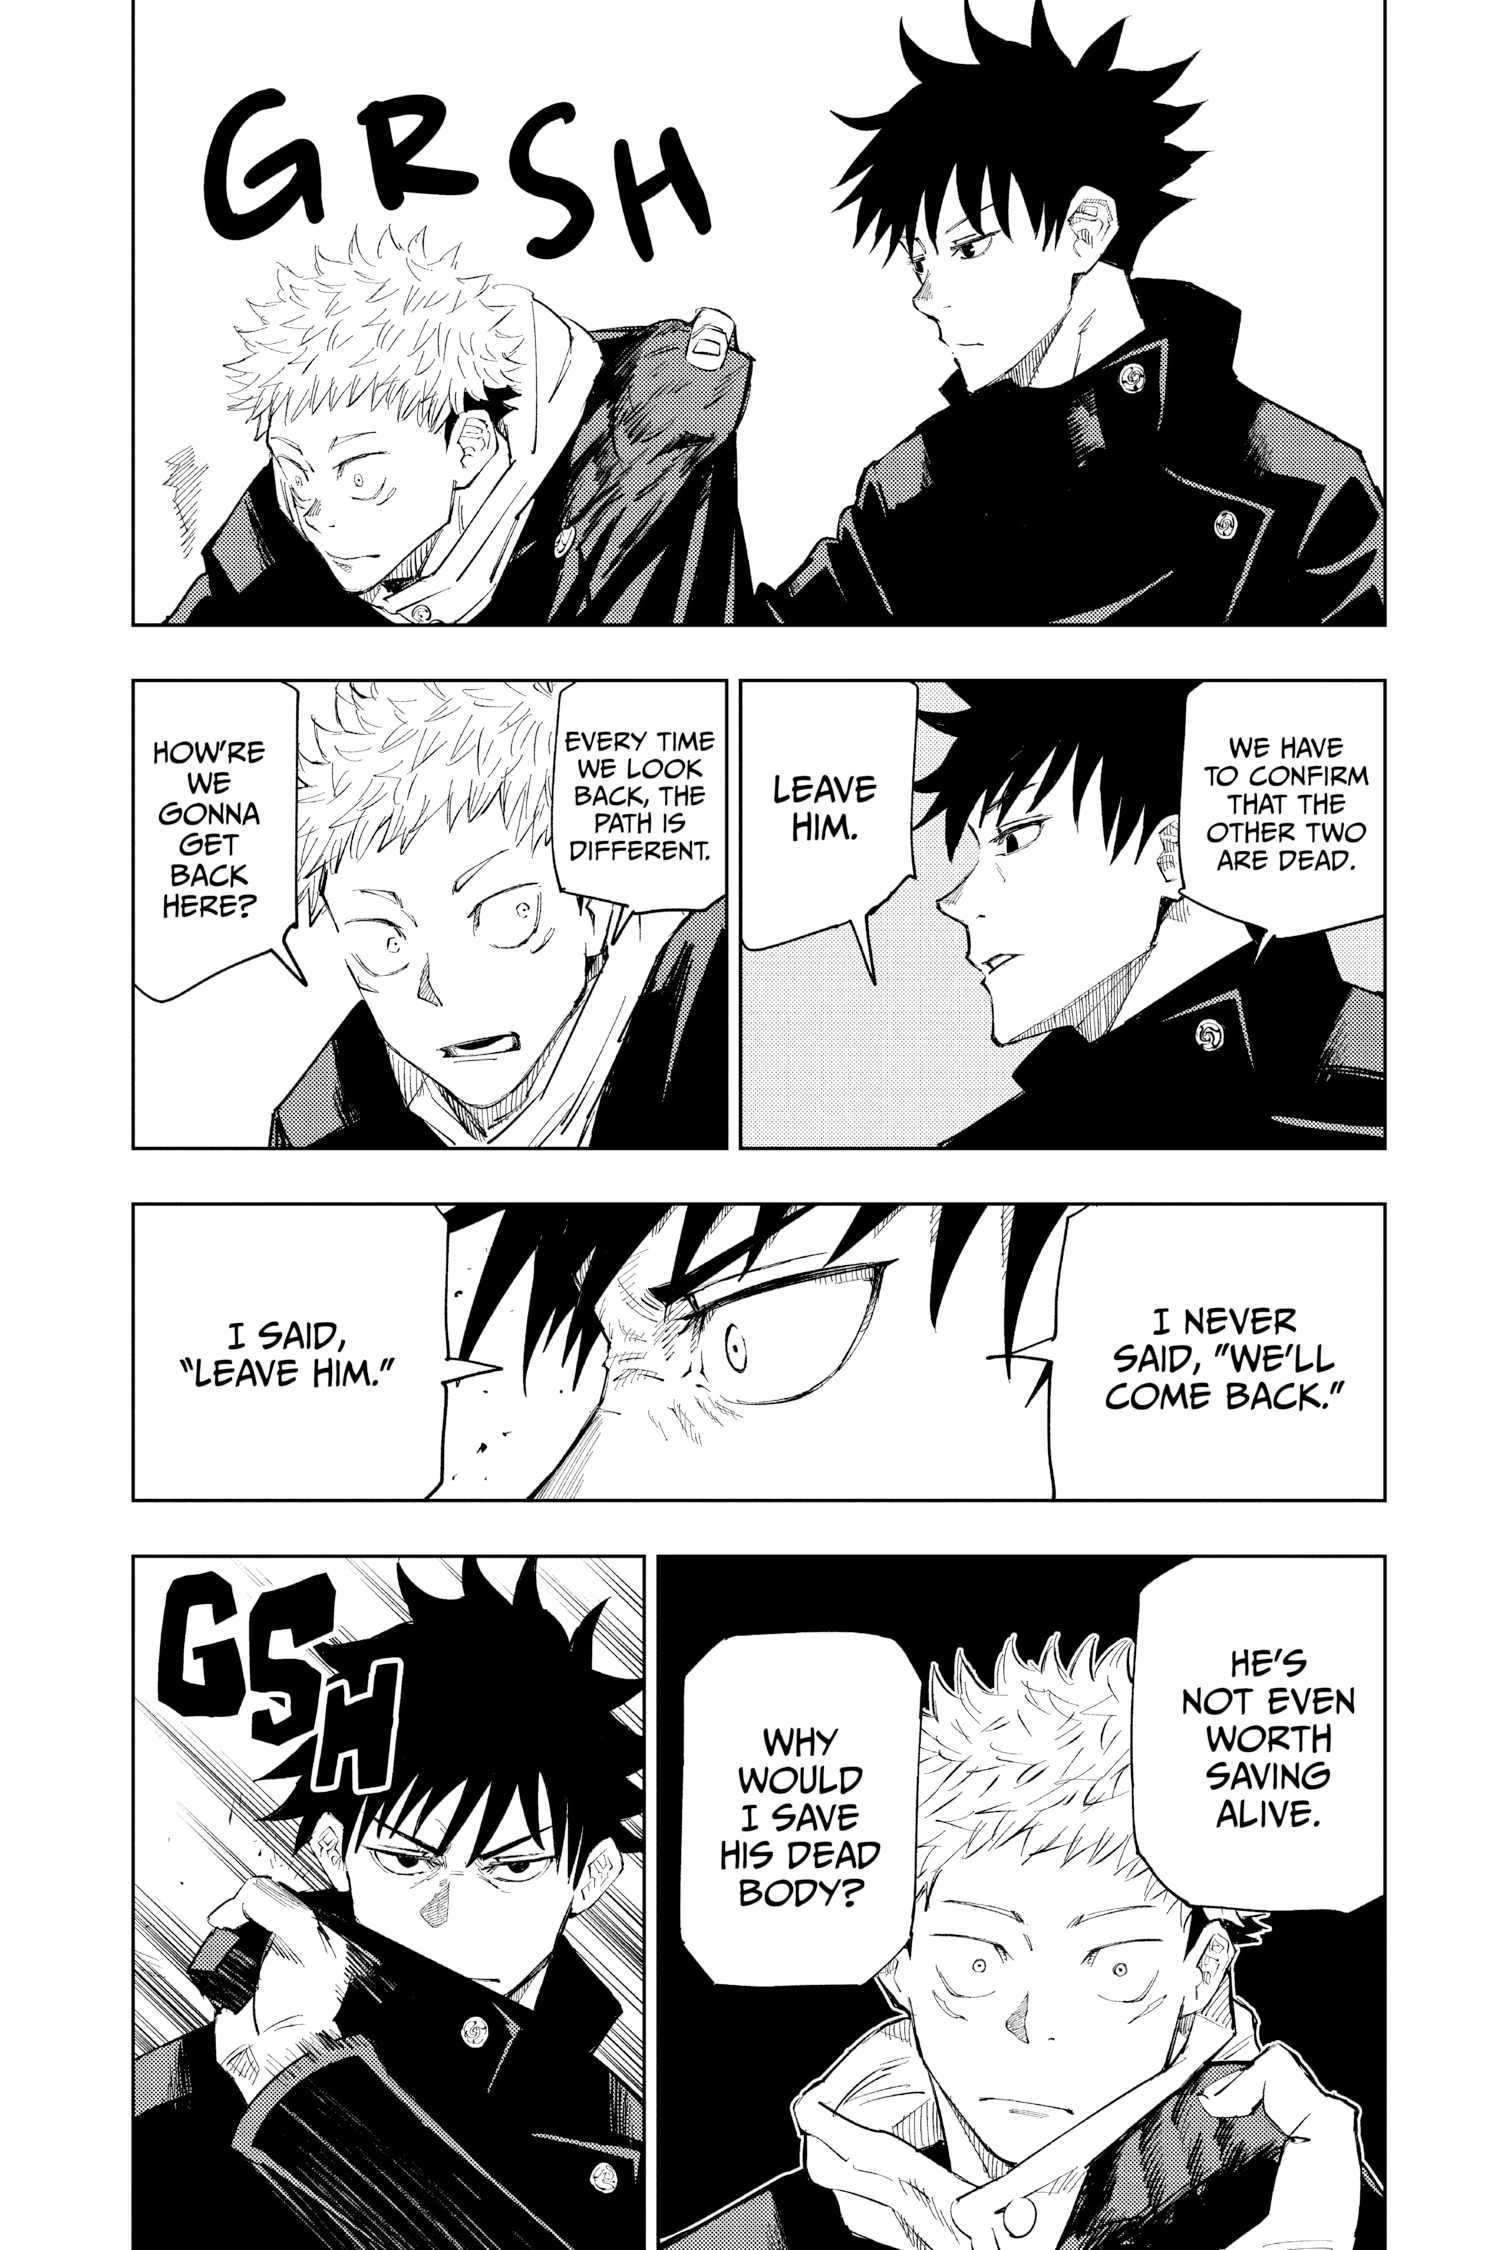 GRSH
WE HAVE
TO CONFIRM
THAT THE
OTHER TWO
ARE DEAD.
LEAVE
HIM.
EVERY TIME
WE LOOK
BACK, THE
PATH IS
DIFFERENT.
HOW'RE
WE
GONNA
GET
BACK
HERE?
I NEVER
SAID, "WE'LL
COME BACK."
I SAID,
"LEAVE HIM."
HE'S
NOT EVEN
WORTH
SAVING
ALIVE.
WHY
WOULD
I SAVE
HIS DEAD
BODY?
GSH